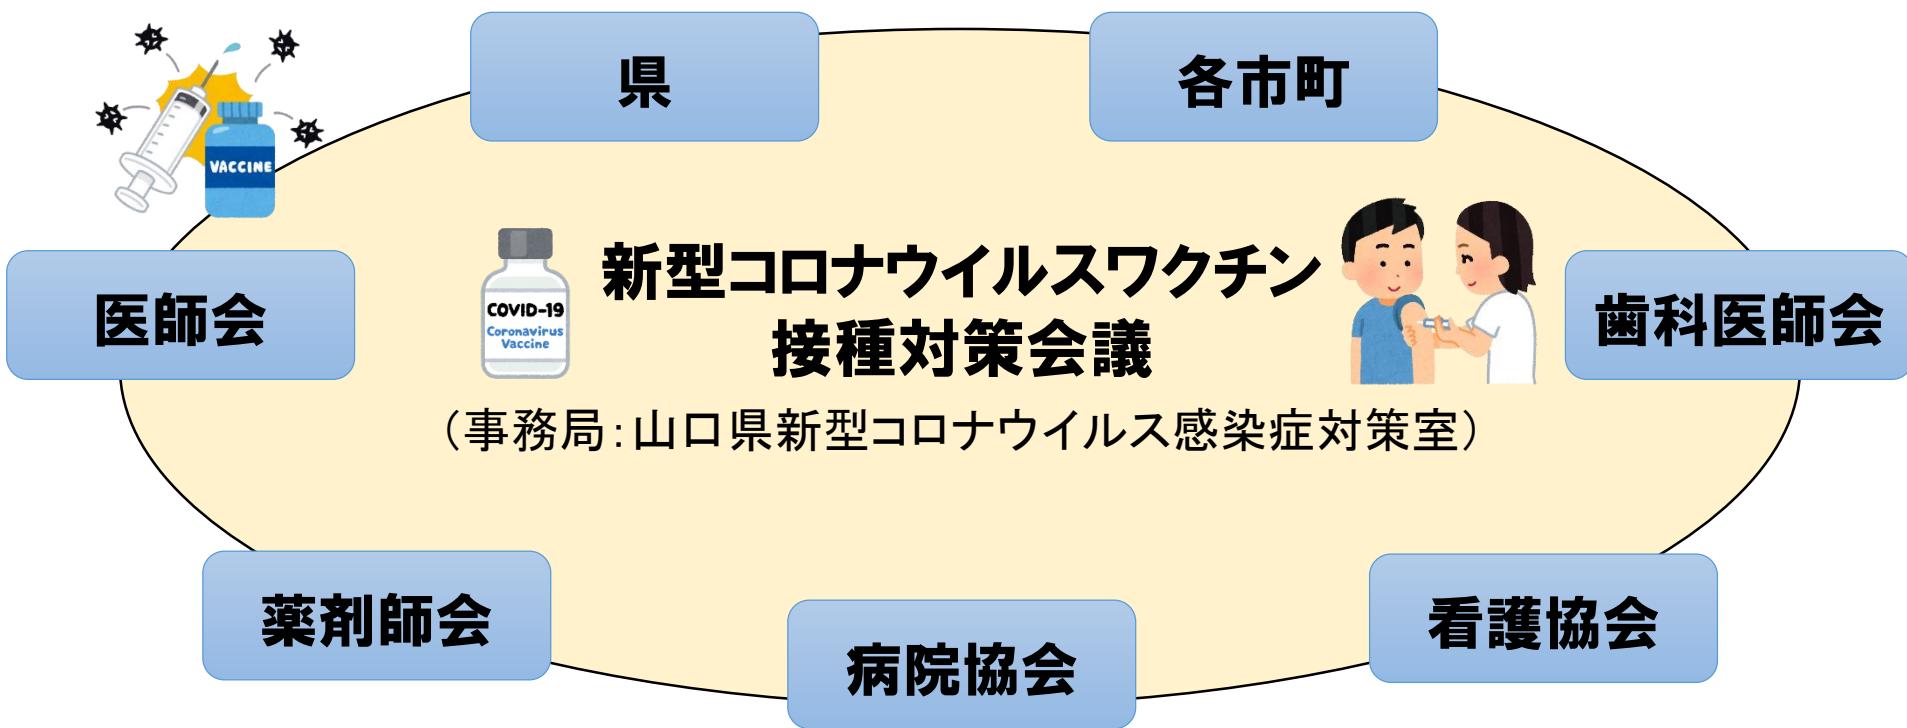 県
各市町
VACCINE
医師会
COVID-19
Coronavirus
Vaccine
新型コロナウイルスワクチン
接種対策会議
（事務局：山口県新型コロナウイルス感染症対策室）
歯科医師会
薬剤師会
病院協会
看護協会